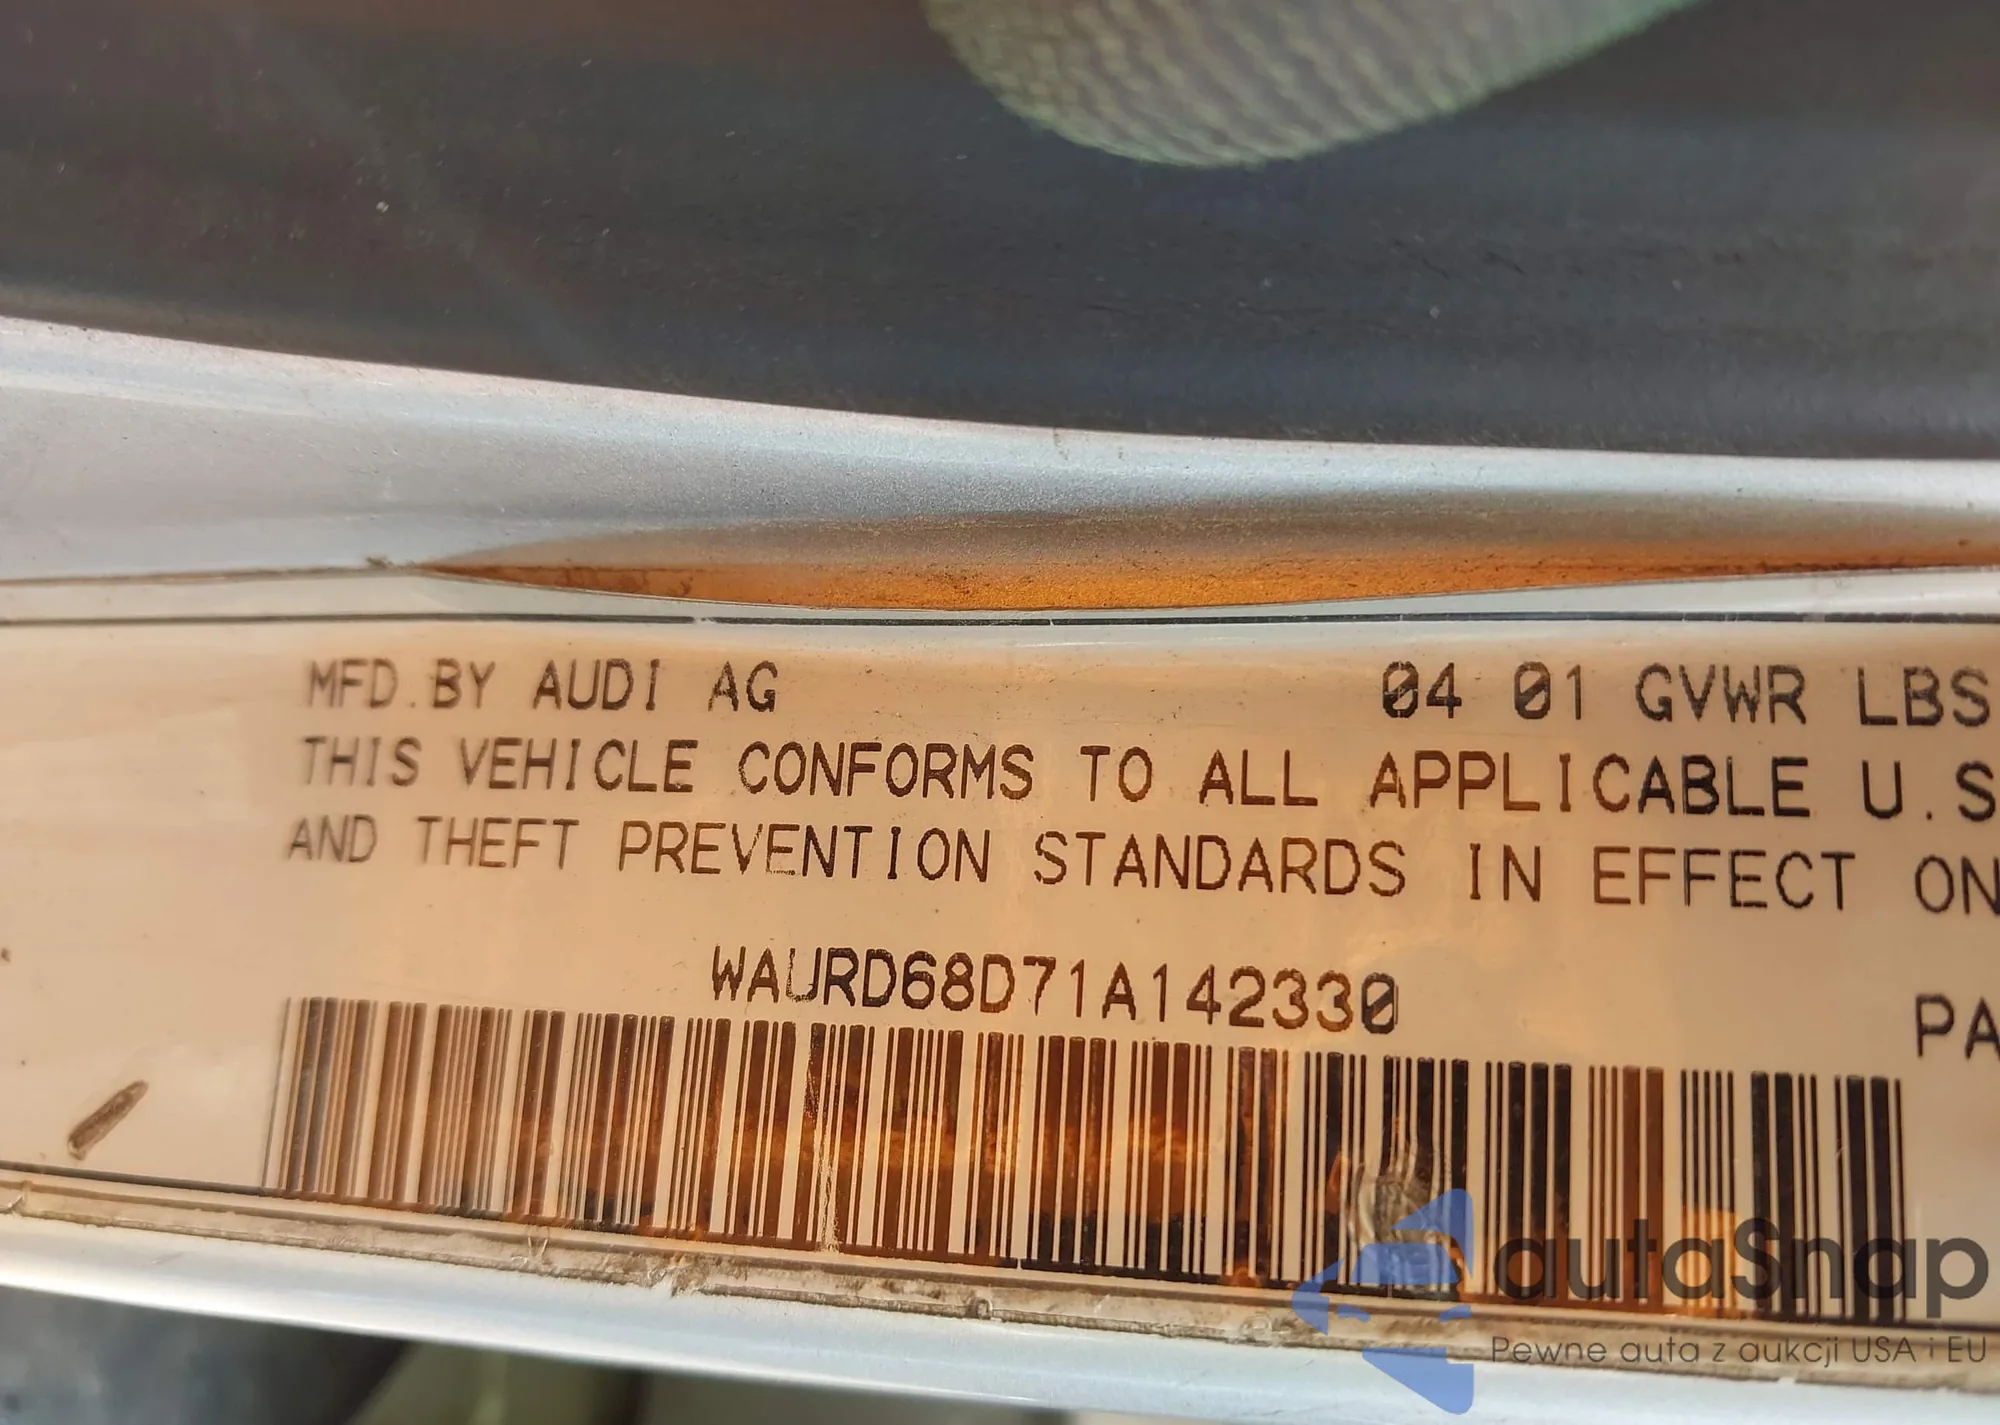 MFD.BY AUDI AG 04 01 GVWR LBS
THIS VEHICLE CONFORMS TO ALL APPLICABLE U.S
AND THEFT PREVENTION STANDARDS IN EFFECT ON
WAURD68D71A142330
PA
autaSnap
Pewne auta z aukcji USA i EU